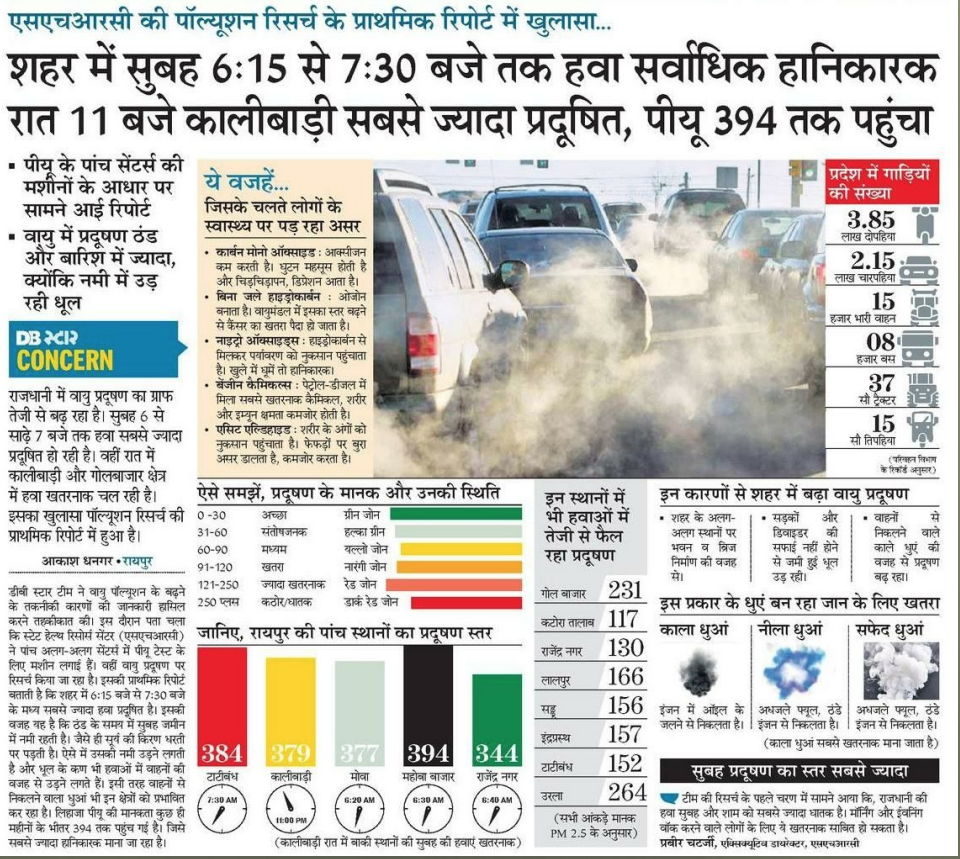 एसएचआरसी की पॉल्यूशन रिसर्च के प्राथमिक रिपोर्ट में खुलासा...
शहर में सुबह 6:15 से 7:30 बजे तक हवा सर्वाधिक हानिकारक
रात 11 बजे कालीबाड़ी सबसे ज्यादा प्रदूषित, पीयू 394 तक पहुंचा
▪ पीयू के पांच सेंटर्स की
मशीनों के आधार पर
सामने आई रिपोर्ट
▪ वायु में प्रदूषण ठंड
और बारिश में ज्यादा,
क्योंकि नमी में उड़
रही धूल
DB स्टार
CONCERN
राजधानी में वायु प्रदूषण का ग्राफ
तेजी से बढ़ रहा है। सुबह 6 से
साढ़े 7 बजे तक हवा सबसे ज्यादा
प्रदूषित हो रही है। वहीं रात में
कालीबाड़ी और गोलबाजार क्षेत्र
में हवा खतरनाक चल रही है।
इसका खुलासा पॉल्यूशन रिसर्च की
प्राथमिक रिपोर्ट में हुआ है।
आकाश धनगर • रायपुर
डीबी स्टार टीम ने वायु पॉल्यूशन के बढ़ने
के तकनीकी कारणों की जानकारी हासिल
करने तहकीकात की। इस दौरान पता चला
कि स्टेट हेल्थ रिसोर्स सेंटर (एसएचआरसी)
ने पांच अलग-अलग सेंटर्स में पीयू टेस्ट के
लिए मशीन लगाई हैं। वहीं वायु प्रदूषण पर
रिसर्च किया जा रहा है। इसकी प्राथमिक रिपोर्ट
बताती है कि शहर में 6:15 बजे से 7:30 बजे
के मध्य सबसे ज्यादा हवा प्रदूषित है। इसकी
वजह यह है कि ठंड के समय में सुबह जमीन
में नमी रहती है। जैसे ही सूर्य की किरण धरती
पर पड़ती है। ऐसे में उसकी नमी उड़ने लगती
है और धूल के कण भी हवाओं में वाहनों की
वजह से उड़ने लगते हैं। इसी तरह वाहनों से
निकलने वाला धुआं भी इन क्षेत्रों को प्रभावित
कर रहा है। लिहाजा पीयू की मानकता कुछ ही
महीनों के भीतर 394 तक पहुंच गई है। जिसे
सबसे ज्यादा हानिकारक माना जा रहा है।
ये वजहें...
जिसके चलते लोगों के
स्वास्थ्य पर पड़ रहा असर
• कार्बन मोनो ऑक्साइड : आक्सीजन
कम करती है। घुटन महसूस होती है
और चिड़चिड़ापन, डिप्रेशन आता है।
• बिना जले हाइड्रोकार्बन : ओजोन
बनाता है। वायुमंडल में इसका स्तर बढ़ने
से कैंसर का खतरा पैदा हो जाता है।
• नाइट्रो ऑक्साइड्स : हाइड्रोकार्बन से
मिलकर पर्यावरण को नुकसान पहुंचाता
है। खुले में घूमें तो हानिकारक।
• बेंजीन कैमिकल्स : पेट्रोल-डीजल में
मिला सबसे खतरनाक कैमिकल, शरीर
और इम्यून क्षमता कमजोर होती है।
• एसिट एल्डिहाइड : शरीर के अंगों को
नुकसान पहुंचाता है। फेफड़ों पर बुरा
असर डालता है, कमजोर करता है।
प्रदेश में गाड़ियों
की संख्या
3.85
लाख दोपहिया
2.15
लाख चारपहिया
15
हजार भारी वाहन
08
हजार बस
37
सौ ट्रैक्टर
15
सौ तिपहिया
(परिवहन विभाग
के रिकॉर्ड अनुसार)
ऐसे समझें, प्रदूषण के मानक और उनकी स्थिति
0 -30 अच्छा ग्रीन जोन
31-60 संतोषजनक हल्का ग्रीन
60-90 मध्यम यल्लो जोन
91-120 खतरा नारंगी जोन
121-250 ज्यादा खतरनाक रेड जोन
250 प्लस कठोर/घातक डार्क रेड जोन
जानिए, रायपुर की पांच स्थानों का प्रदूषण स्तर
384 379 377 394 344
टाटीबंध कालीबाड़ी मोवा महोबा बाजार राजेंद्र नगर
7:30 AM 11:00 PM 6:20 AM 6:30 AM 6:40 AM
(कालीबाड़ी रात में बाकी स्थानों की सुबह की हवाएं खतरनाक)
इन स्थानों में
भी हवाओं में
तेजी से फैल
रहा प्रदूषण
गोल बाजार 231
कटोरा तालाब 117
राजेंद्र नगर 130
लालपुर 166
सड्डू 156
इंद्रप्रस्थ 157
टाटीबंध 152
उरला 264
(सभी आंकड़े मानक
PM 2.5 के अनुसार)
इन कारणों से शहर में बढ़ा वायु प्रदूषण
▪ शहर के अलग-
अलग स्थानों पर
भवन व ब्रिज
निर्माण की वजह
से।
▪ सड़कों और
डिवाइडर की
सफाई नहीं होने
से जमी हुई धूल
उड़ रही।
▪ वाहनों से
निकलने वाले
काले धुएं की
वजह से प्रदूषण
बढ़ रहा।
इस प्रकार के धुएं बन रहा जान के लिए खतरा
काला धुआं
इंजन में ऑइल के
जलने से निकलता है।
नीला धुआं
अधजले फ्यूल, ठंडे
इंजन से निकलता है।
सफेद धुआं
अधजले फ्यूल, ठंडे
इंजन से निकलता है।
(काला धुआं सबसे खतरनाक माना जाता है)
सुबह प्रदूषण का स्तर सबसे ज्यादा
टीम की रिसर्च के पहले चरण में सामने आया कि, राजधानी की
हवा सुबह और शाम को सबसे ज्यादा घातक है। मॉर्निंग और इवनिंग
वॉक करने वाले लोगों के लिए ये खतरनाक साबित हो सकता है।
प्रबीर चटर्जी, एक्सिक्यूटिव डायरेक्टर, एसएचआरसी